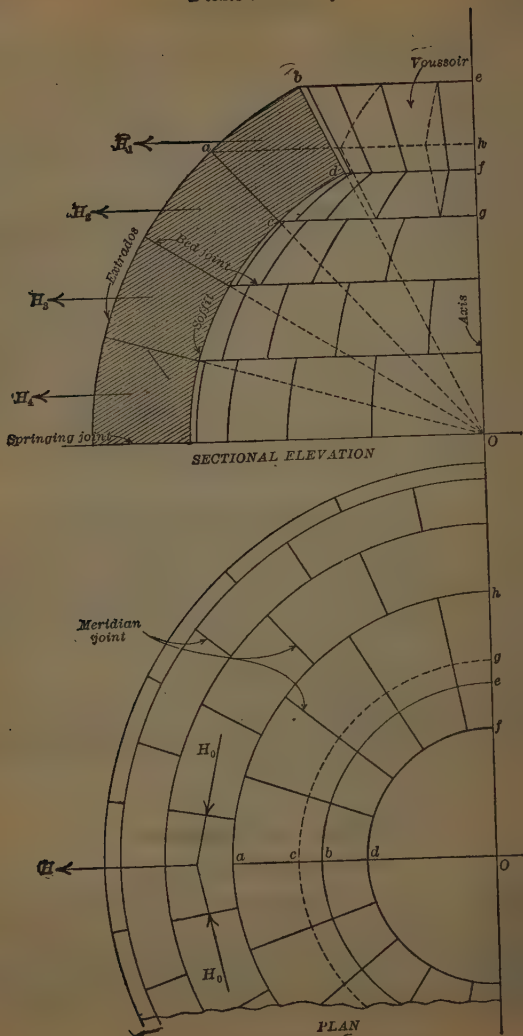 b
Voussoir
e
H₁
a
h
d
f
H₂
c
g
Extrados
Bed joint
Soffit
H₃
Axis
H₄
Springing joint
O
SECTIONAL ELEVATION
h
Meridian
joint
g
e
f
H₀
H
a
c
b
d
O
H₀
PLAN